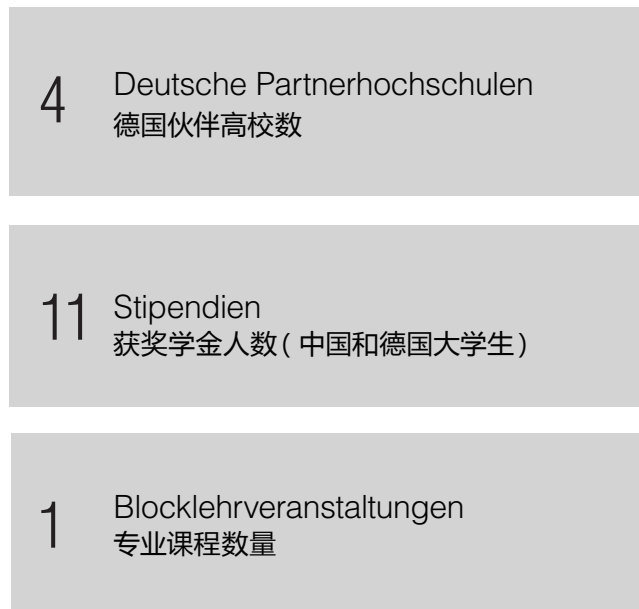 4
Deutsche Partnerhochschulen
德国伙伴高校数
11
Stipendien
获奖学金人数(中国和德国大学生)
1
Blocklehrveranstaltungen
专业课程数量